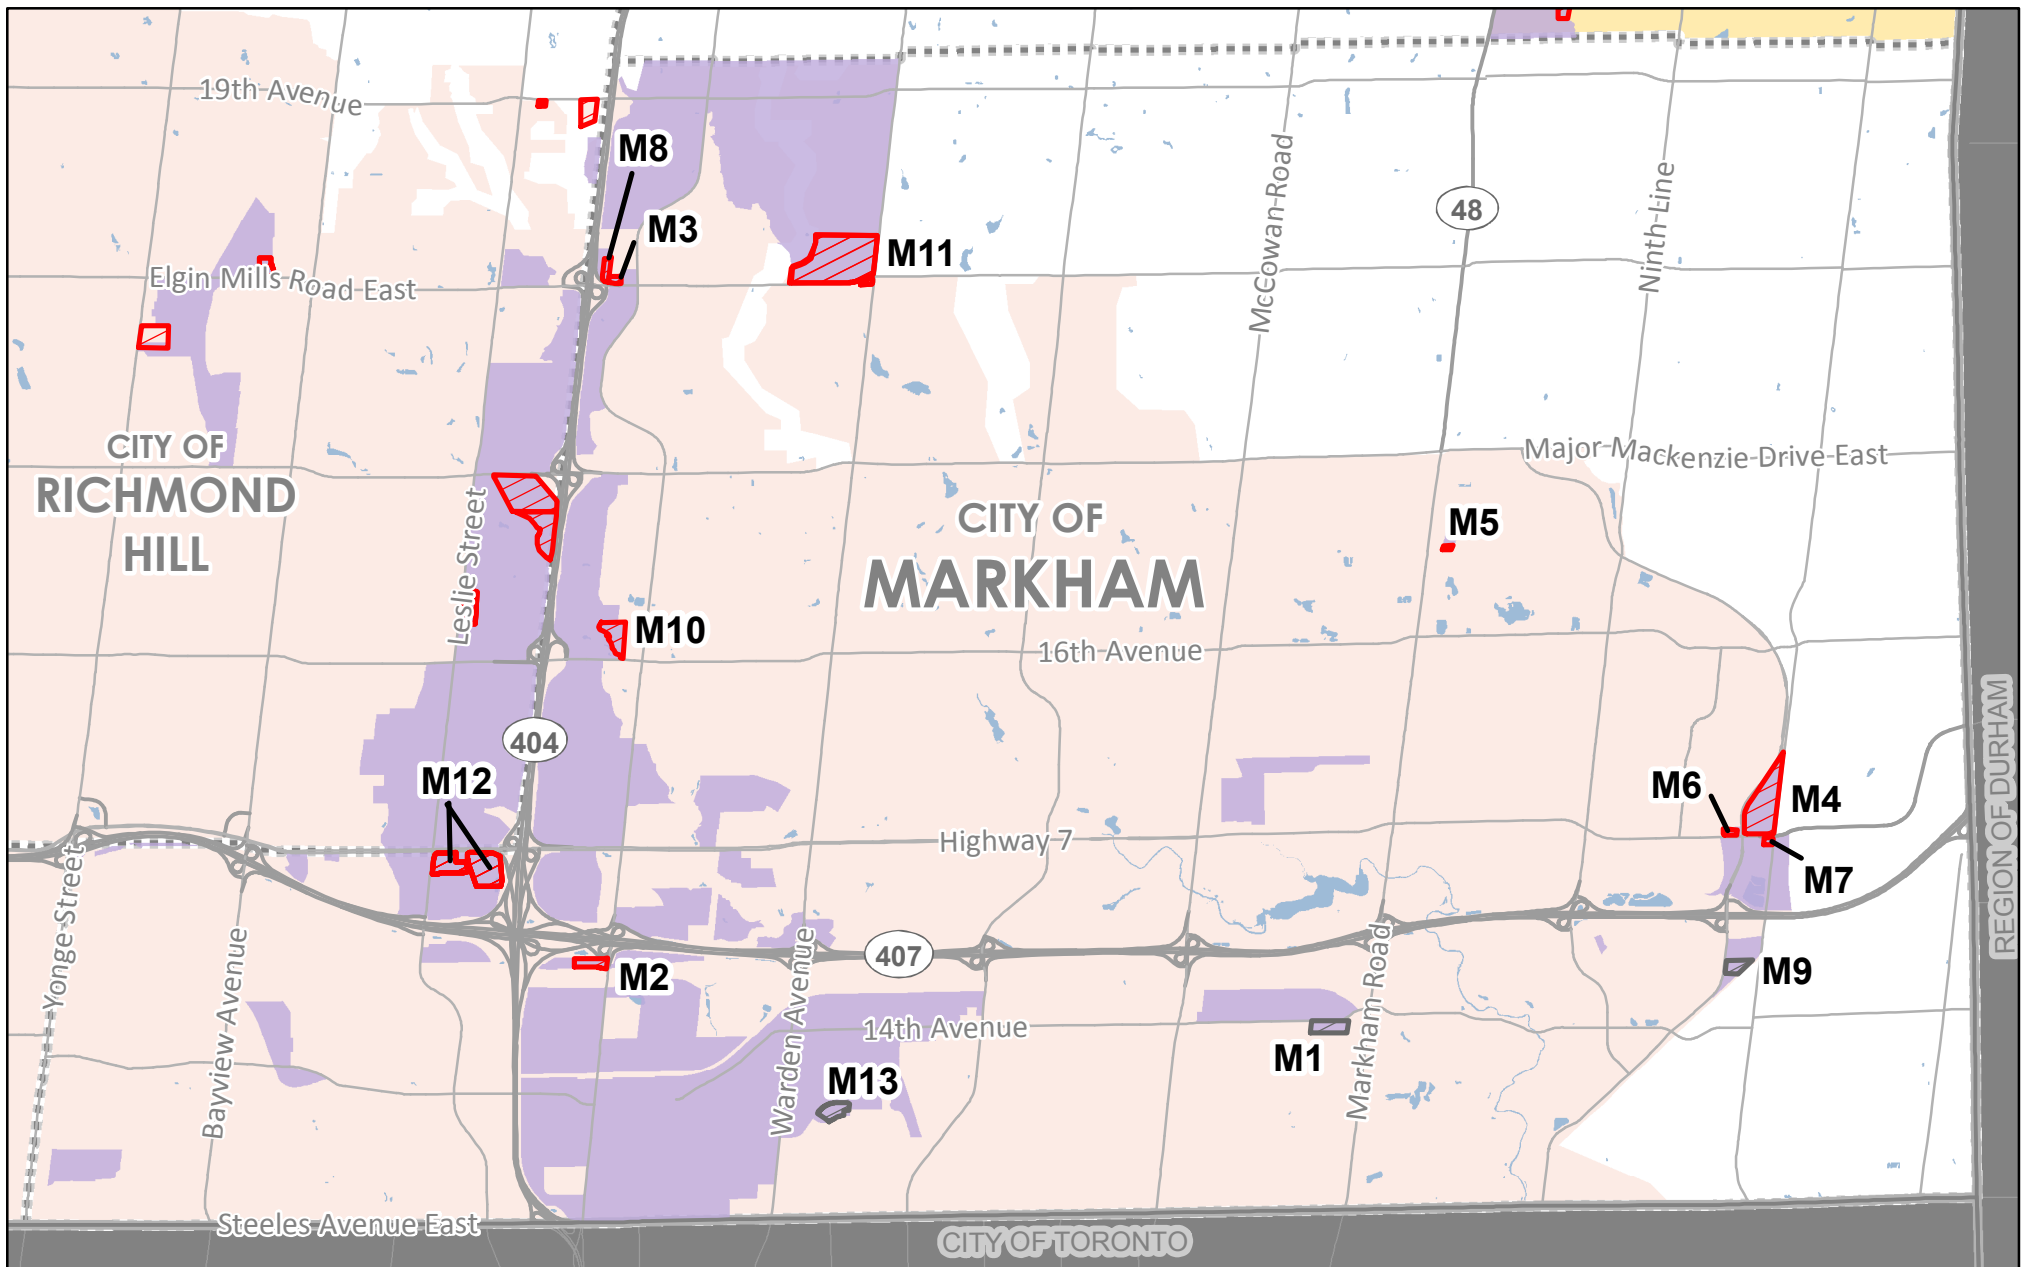 19th Avenue
M8
M3
M11
48
McCowan Road
Ninth Line
Elgin Mills Road East
CITY OF
RICHMOND
HILL
Leslie Street
CITY OF
MARKHAM
Major Mackenzie Drive East
M5
M10
16th Avenue
404
M12
M6
M4
Highway 7
M7
REGION OF DURHAM
Yonge Street
Bayview Avenue
Warden Avenue
407
Markham Road
M2
M9
14th Avenue
M1
M13
Steeles Avenue East
CITY OF TORONTO